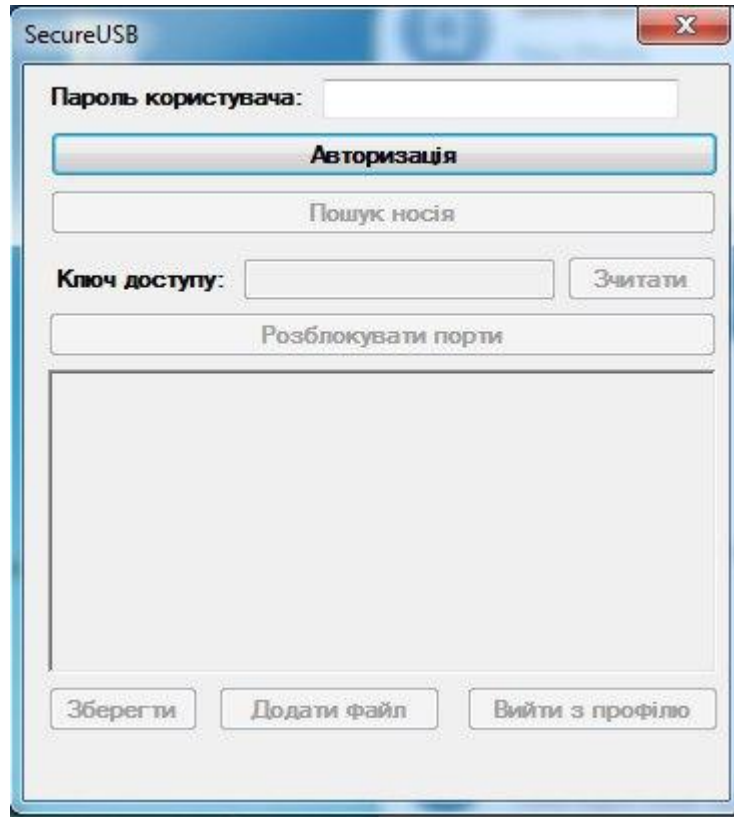 SecureUSB
Пароль користувача:
Авторизація
Пошук носія
Ключ доступу: Зчитати
Розблокувати порти
Зберегти Додати файл Вийти з профілю